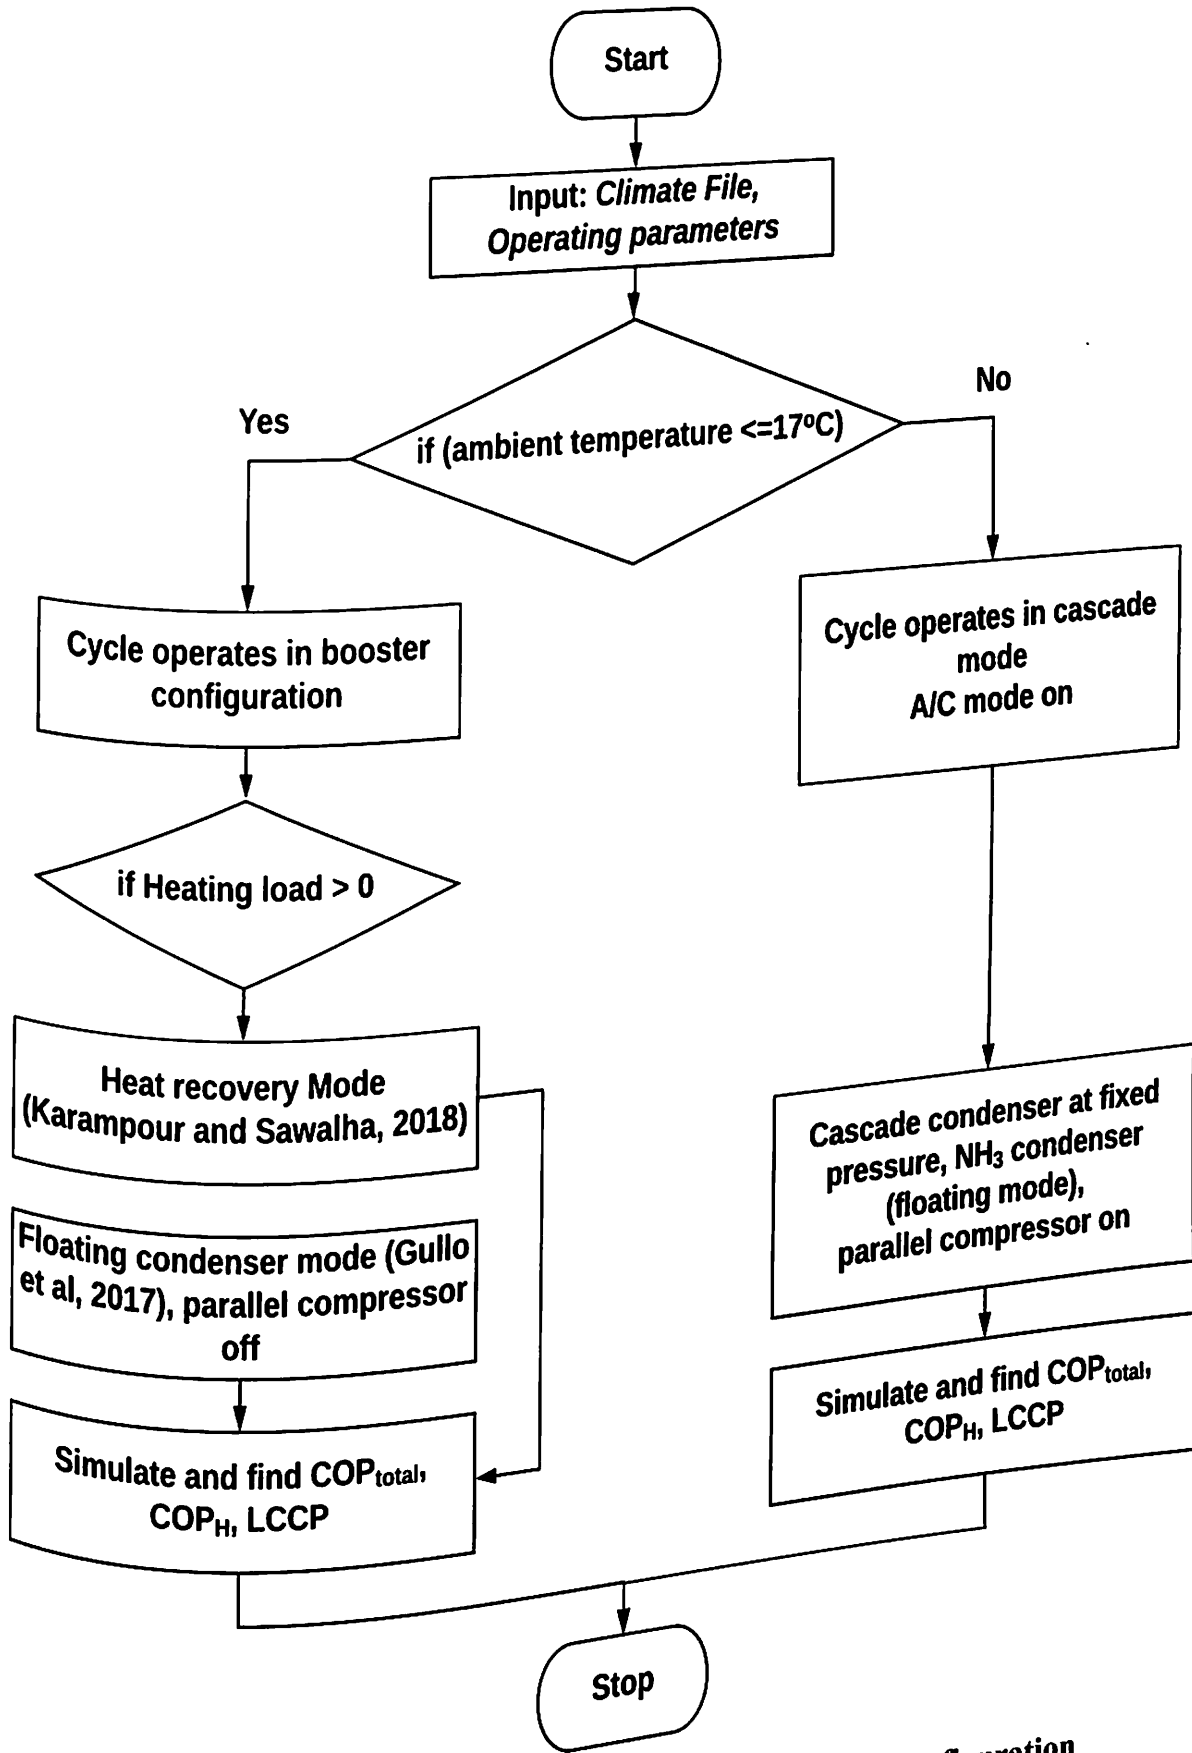 Start
Input: Climate File,
Operating parameters
if (ambient temperature <=17ºC)
Yes
No
Cycle operates in booster
configuration
Cycle operates in cascade
mode
A/C mode on
if Heating load > 0
Heat recovery Mode
(Karampour and Sawalha, 2018)
Floating condenser mode (Gullo
et al, 2017), parallel compressor
off
Simulate and find COPtotal,
COPH, LCCP
Cascade condenser at fixed
pressure, NH3 condenser
(floating mode),
parallel compressor on
Simulate and find COPtotal,
COPH, LCCP
Stop